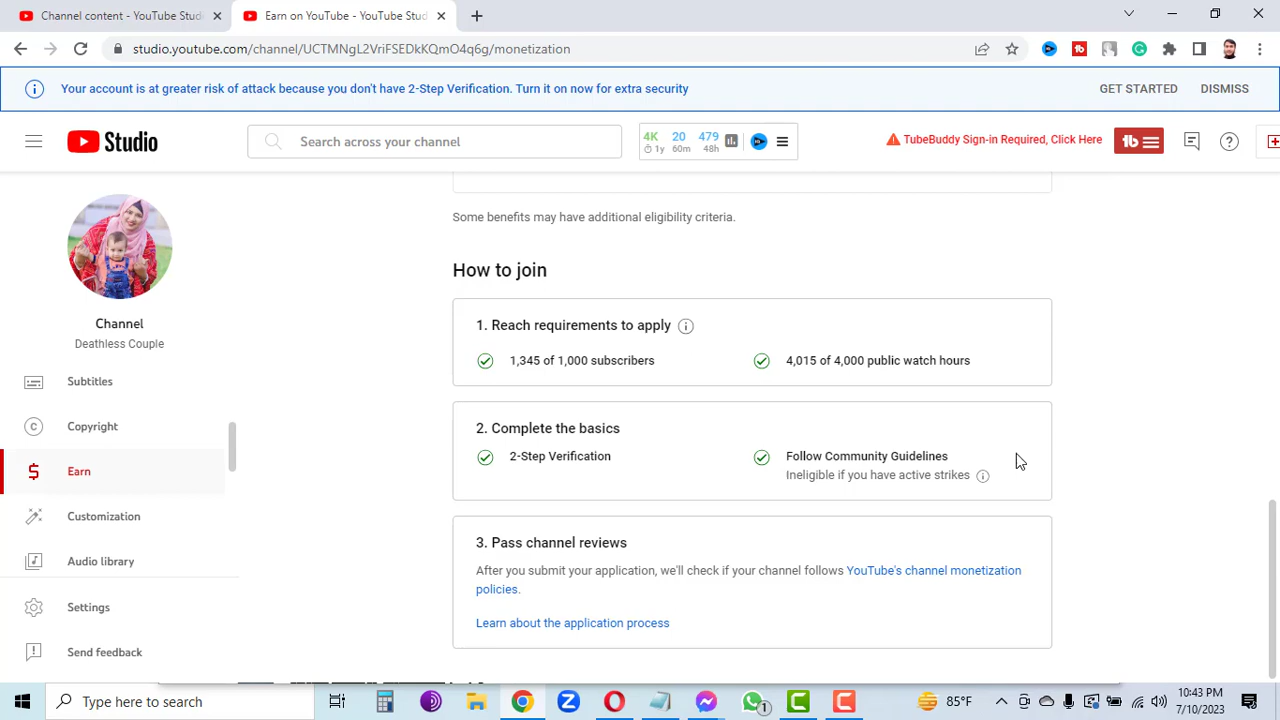 Channel content - YouTube Studio
Earn on YouTube - YouTube Stud
studio.youtube.com/channel/UCTMNgL2VriFSEDkKQmO4q6g/monetization
Your account is at greater risk of attack because you don't have 2-Step Verification. Turn it on now for extra security
GET STARTED
DISMISS
Studio
Search across your channel
4K 20 479
1y 60m 48h
TubeBuddy Sign-in Required, Click Here
tb
Channel
Deathless Couple
Subtitles
Copyright
Earn
Customization
Audio library
Settings
Send feedback
Some benefits may have additional eligibility criteria.
How to join
1. Reach requirements to apply
1,345 of 1,000 subscribers
4,015 of 4,000 public watch hours
2. Complete the basics
2-Step Verification
Follow Community Guidelines
Ineligible if you have active strikes
3. Pass channel reviews
After you submit your application, we'll check if your channel follows YouTube's channel monetization
policies.
Learn about the application process
Type here to search
1
85°F
10:43 PM
7/10/2023